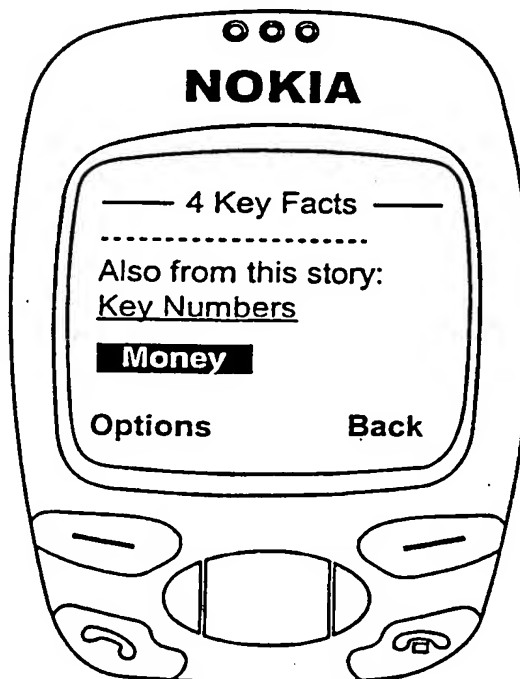 NOKIA
4 Key Facts
Also from this story:
Key Numbers
Money
Options Back